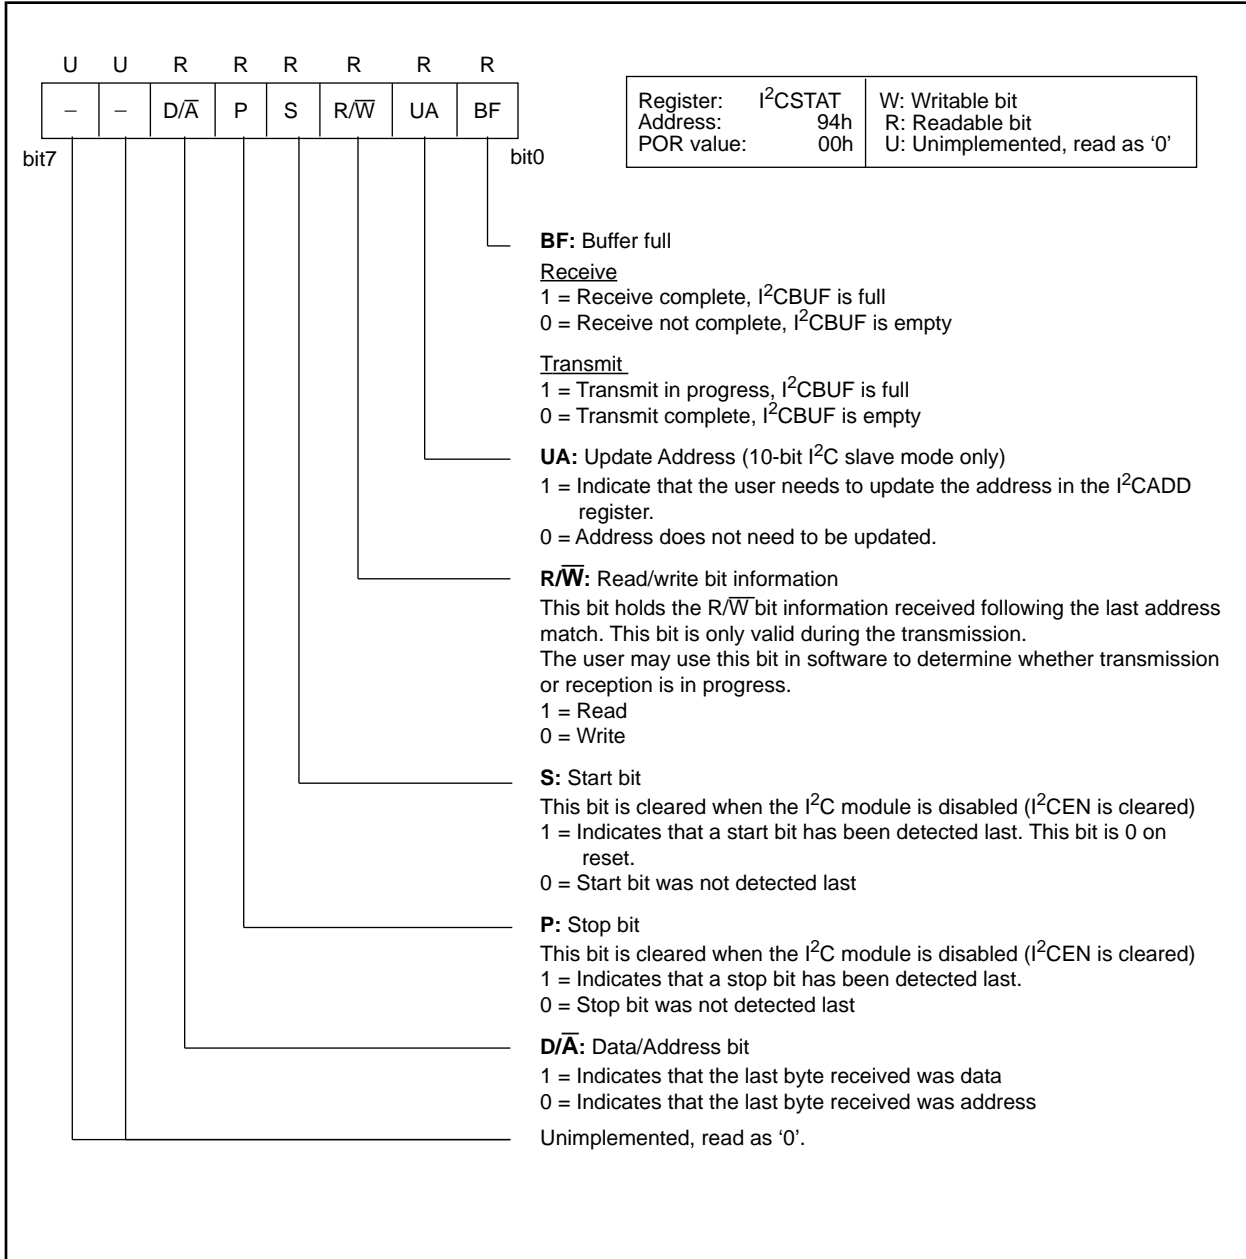 U U R R R R R R
– – D/A̅ P S R/W̅ UA BF
bit7 bit0
Register: I²CSTAT W: Writable bit
Address: 94h R: Readable bit
POR value: 00h U: Unimplemented, read as ‘0’
BF: Buffer full
Receive
1 = Receive complete, I²CBUF is full
0 = Receive not complete, I²CBUF is empty
Transmit
1 = Transmit in progress, I²CBUF is full
0 = Transmit complete, I²CBUF is empty
UA: Update Address (10-bit I²C slave mode only)
1 = Indicate that the user needs to update the address in the I²CADD
register.
0 = Address does not need to be updated.
R/W̅: Read/write bit information
This bit holds the R/W̅ bit information received following the last address
match. This bit is only valid during the transmission.
The user may use this bit in software to determine whether transmission
or reception is in progress.
1 = Read
0 = Write
S: Start bit
This bit is cleared when the I²C module is disabled (I²CEN is cleared)
1 = Indicates that a start bit has been detected last. This bit is 0 on
reset.
0 = Start bit was not detected last
P: Stop bit
This bit is cleared when the I²C module is disabled (I²CEN is cleared)
1 = Indicates that a stop bit has been detected last.
0 = Stop bit was not detected last
D/A̅: Data/Address bit
1 = Indicates that the last byte received was data
0 = Indicates that the last byte received was address
Unimplemented, read as ‘0’.